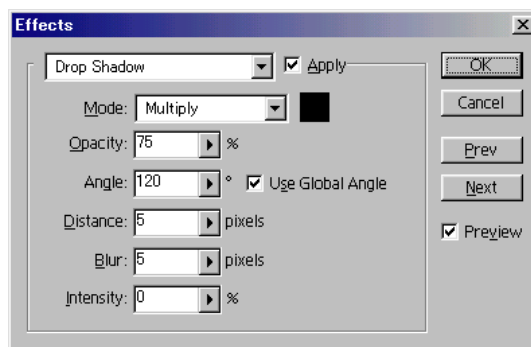 Effects
Drop Shadow Apply OK
Mode: Multiply Cancel
Opacity: 75 % Prev
Angle: 120 ° Use Global Angle Next
Distance: 5 pixels Preview
Blur: 5 pixels
Intensity: 0 %